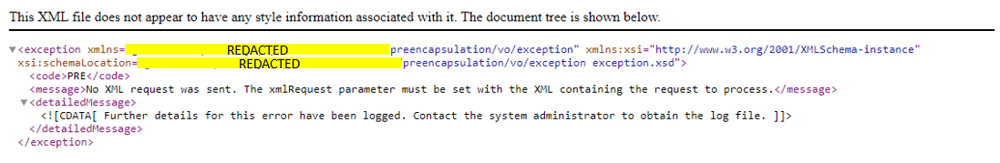 This XML file does not appear to have any style information associated with it. The document tree is shown below.
▼<exception xmlns= REDACTED preencapsulation/vo/exception" xmlns:xsi="http://www.w3.org/2001/XMLSchema-instance"
xsi:schemaLocation= REDACTED /preencapsulation/vo/exception exception.xsd">
<code>PRE</code>
<message>No XML request was sent. The xmlRequest parameter must be set with the XML containing the request to process.</message>
▼<detailedMessage>
<![CDATA[ Further details for this error have been logged. Contact the system administrator to obtain the log file. ]]>
</detailedMessage>
</exception>